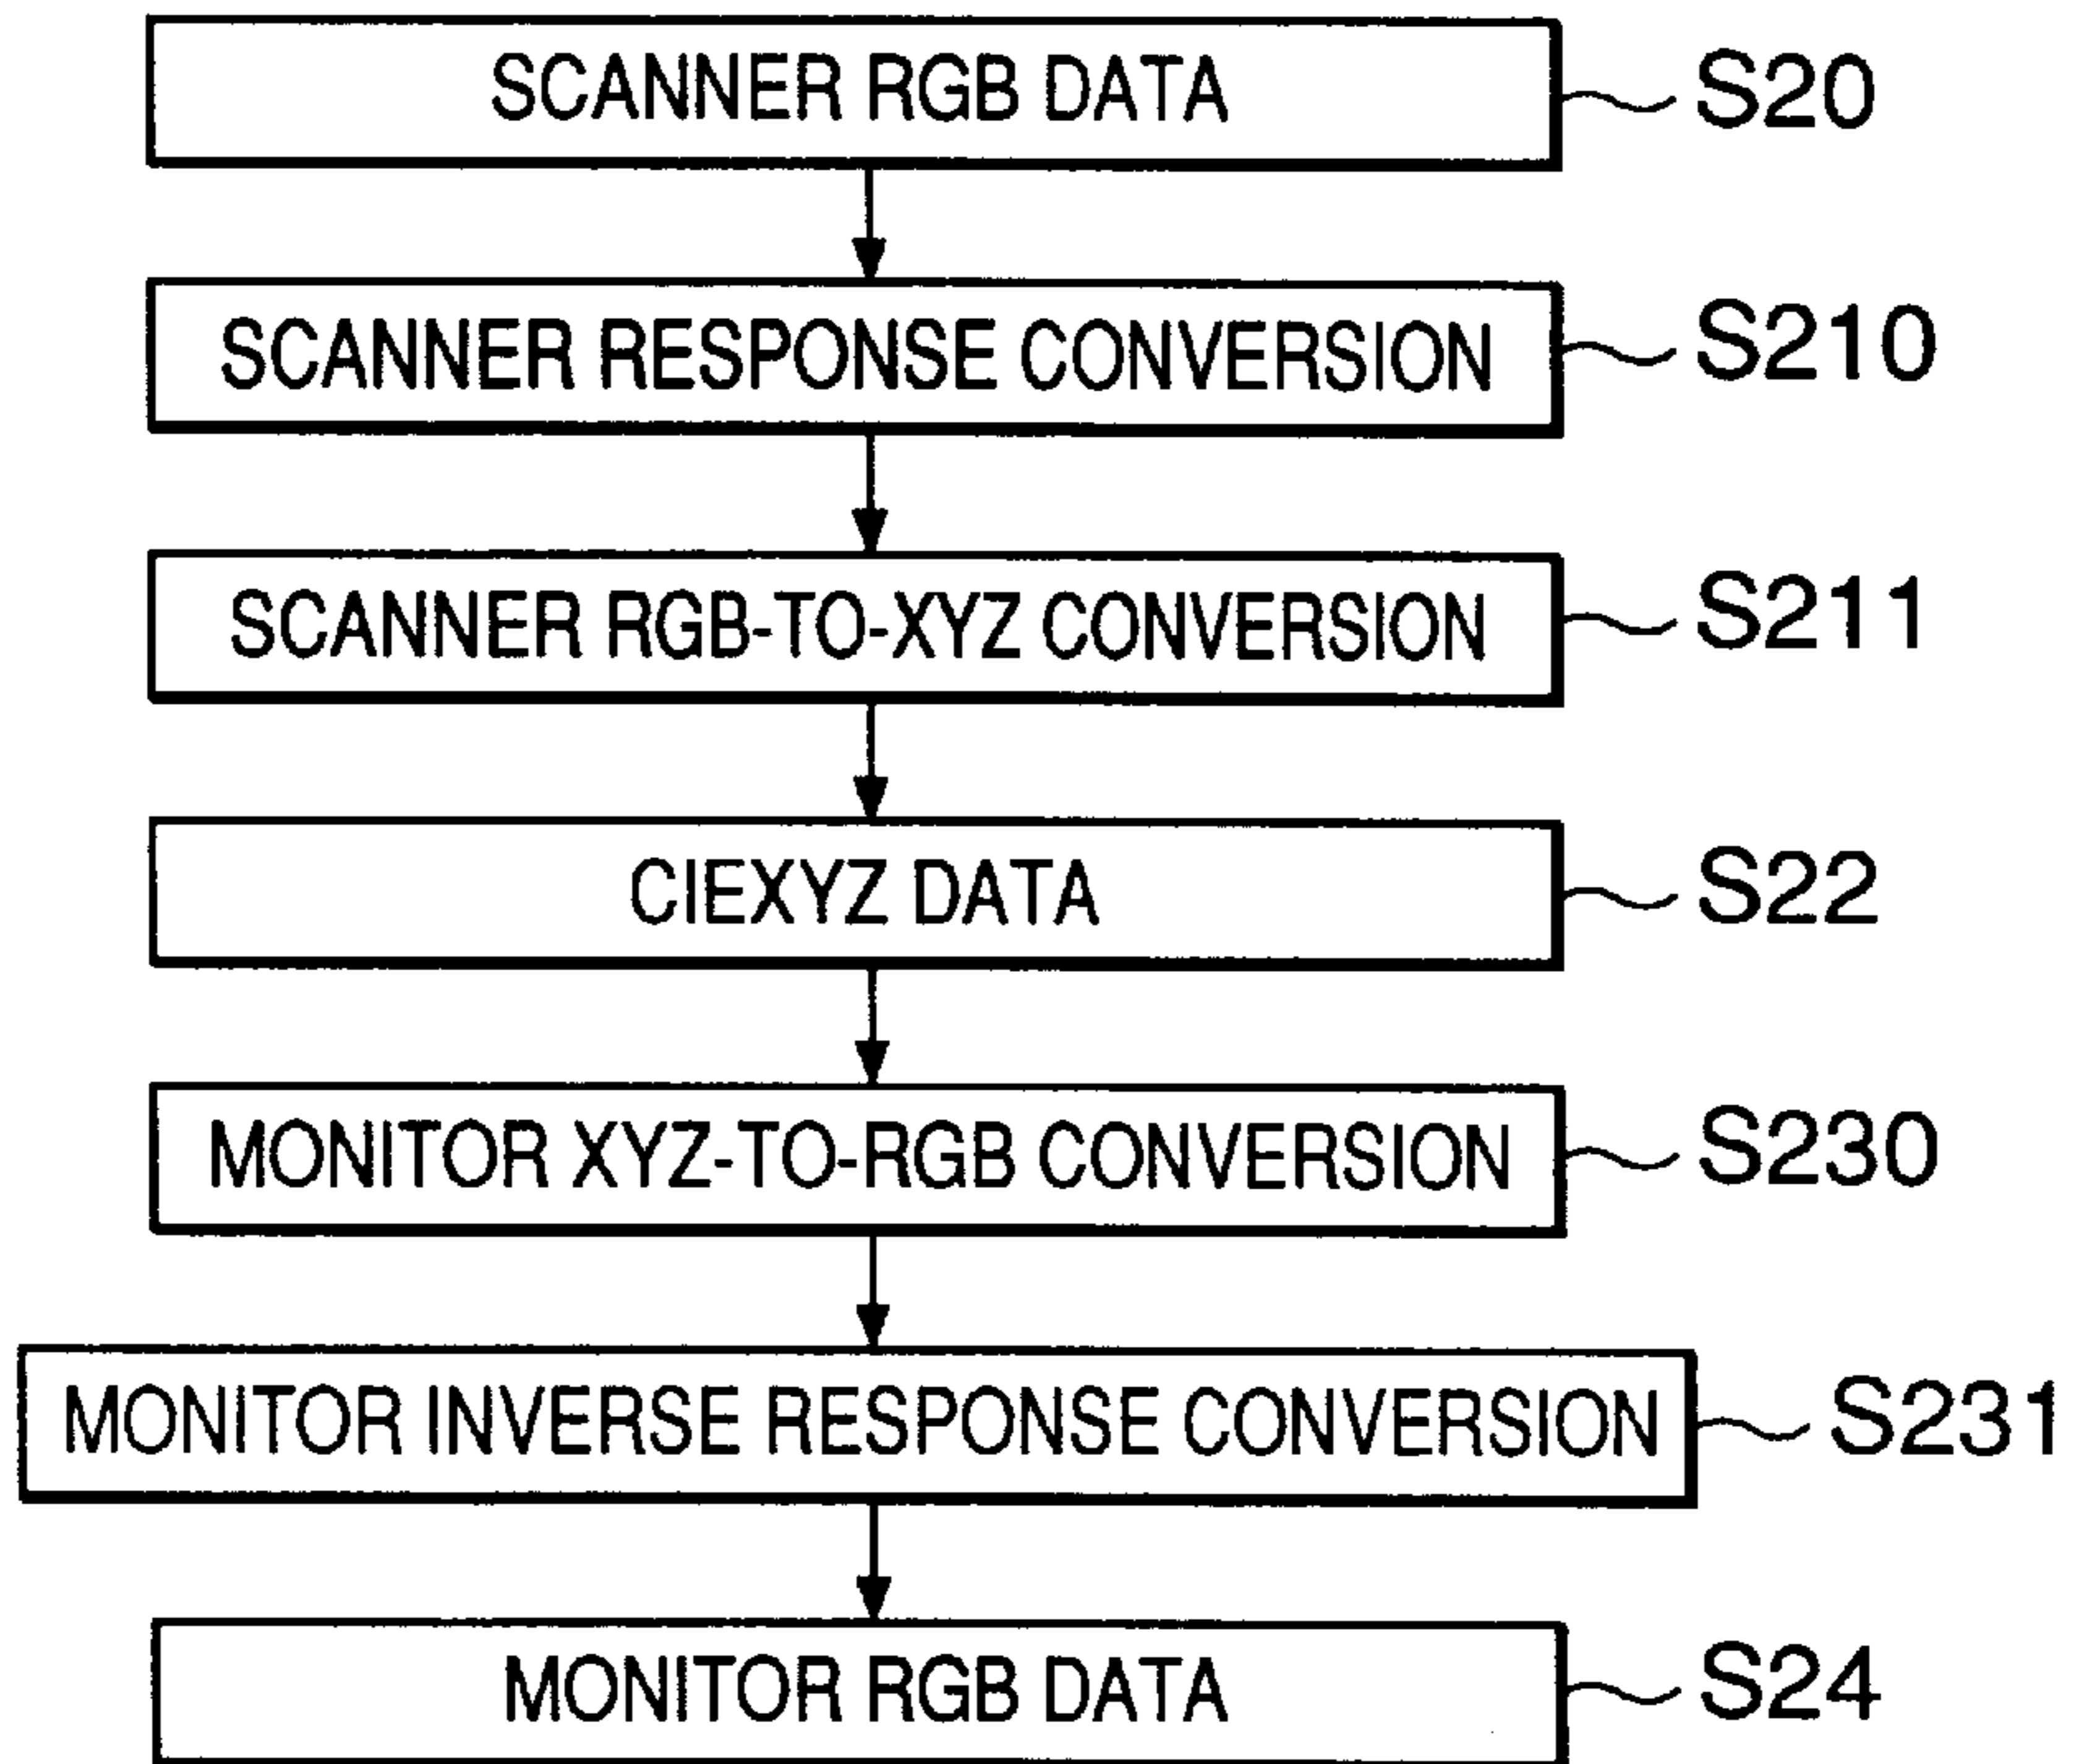 SCANNER RGB DATA S20
SCANNER RESPONSE CONVERSION S210
SCANNER RGB-TO-XYZ CONVERSION S211
CIEXYZ DATA S22
MONITOR XYZ-TO-RGB CONVERSION S230
MONITOR INVERSE RESPONSE CONVERSION S231
MONITOR RGB DATA S24